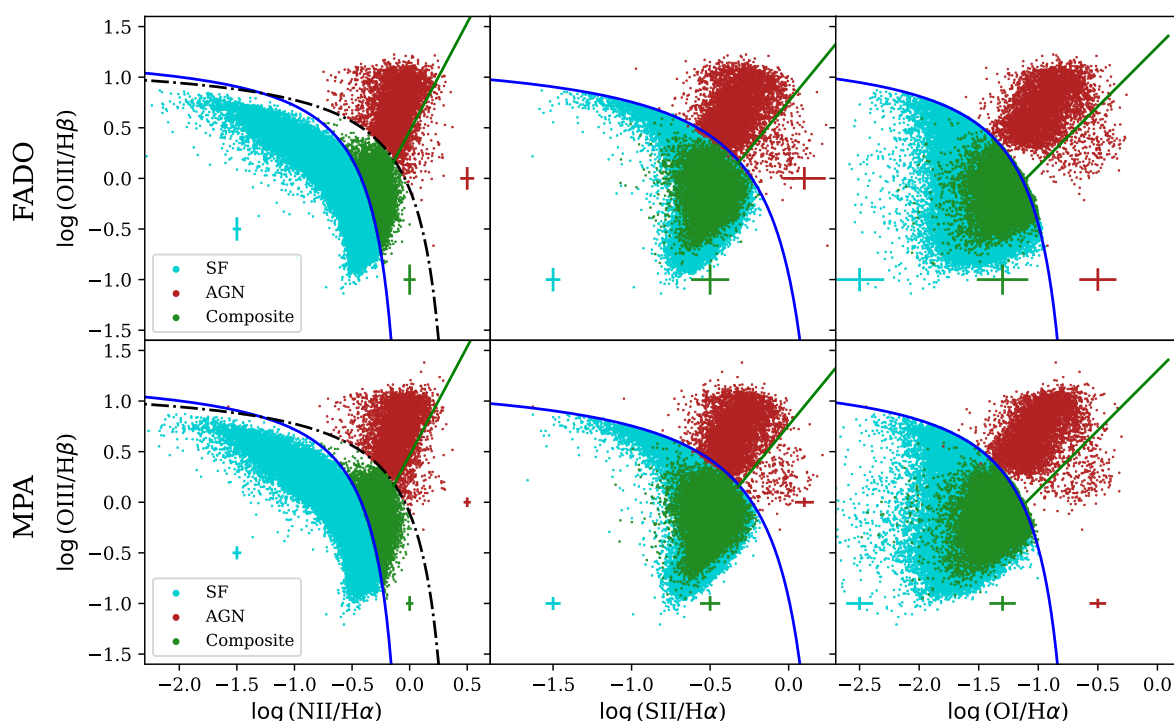 FADO
log (OIII/Hβ)
1.5
1.0
0.5
0.0
−0.5
−1.0
−1.5
SF
AGN
Composite
MPA
log (OIII/Hβ)
1.5
1.0
0.5
0.0
−0.5
−1.0
−1.5
SF
AGN
Composite
−2.0 −1.5 −1.0 −0.5 0.0 0.5
log (NII/Hα)
−1.5 −1.0 −0.5 0.0
log (SII/Hα)
−2.5 −2.0 −1.5 −1.0 −0.5 0.0
log (OI/Hα)